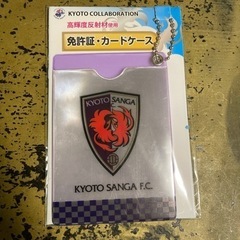 KYOTO COLLABORATION
高輝度反射材使用
免許証・カードケース
KYOTO SANGA
KYOTO SANGA F.C.